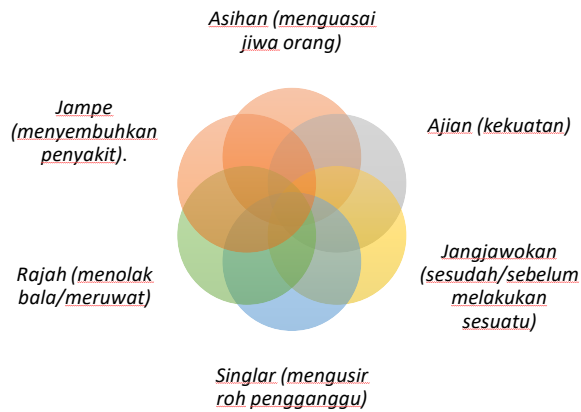 Asihan (menguasai
jiwa orang)
Ajian (kekuatan)
Jangjawokan
(sesudah/sebelum
melakukan
sesuatu)
Singlar (mengusir
roh pengganggu)
Rajah (menolak
bala/meruwat)
Jampe
(menyembuhkan
penyakit).